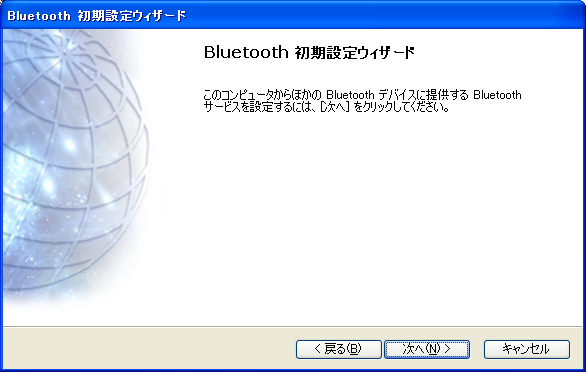 Bluetooth 初期設定ウィザード
Bluetooth 初期設定ウィザード
このコンピュータからほかの Bluetooth デバイスに提供する Bluetooth
サービスを設定するには、[次へ] をクリックしてください。
< 戻る(B)
次へ(N) >
キャンセル